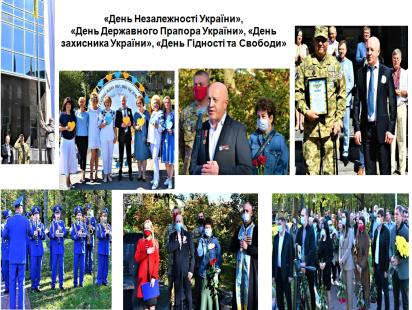 «День Незалежності України»,
«День Державного Прапора України», «День
захисника України», «День Гідності та Свободи»